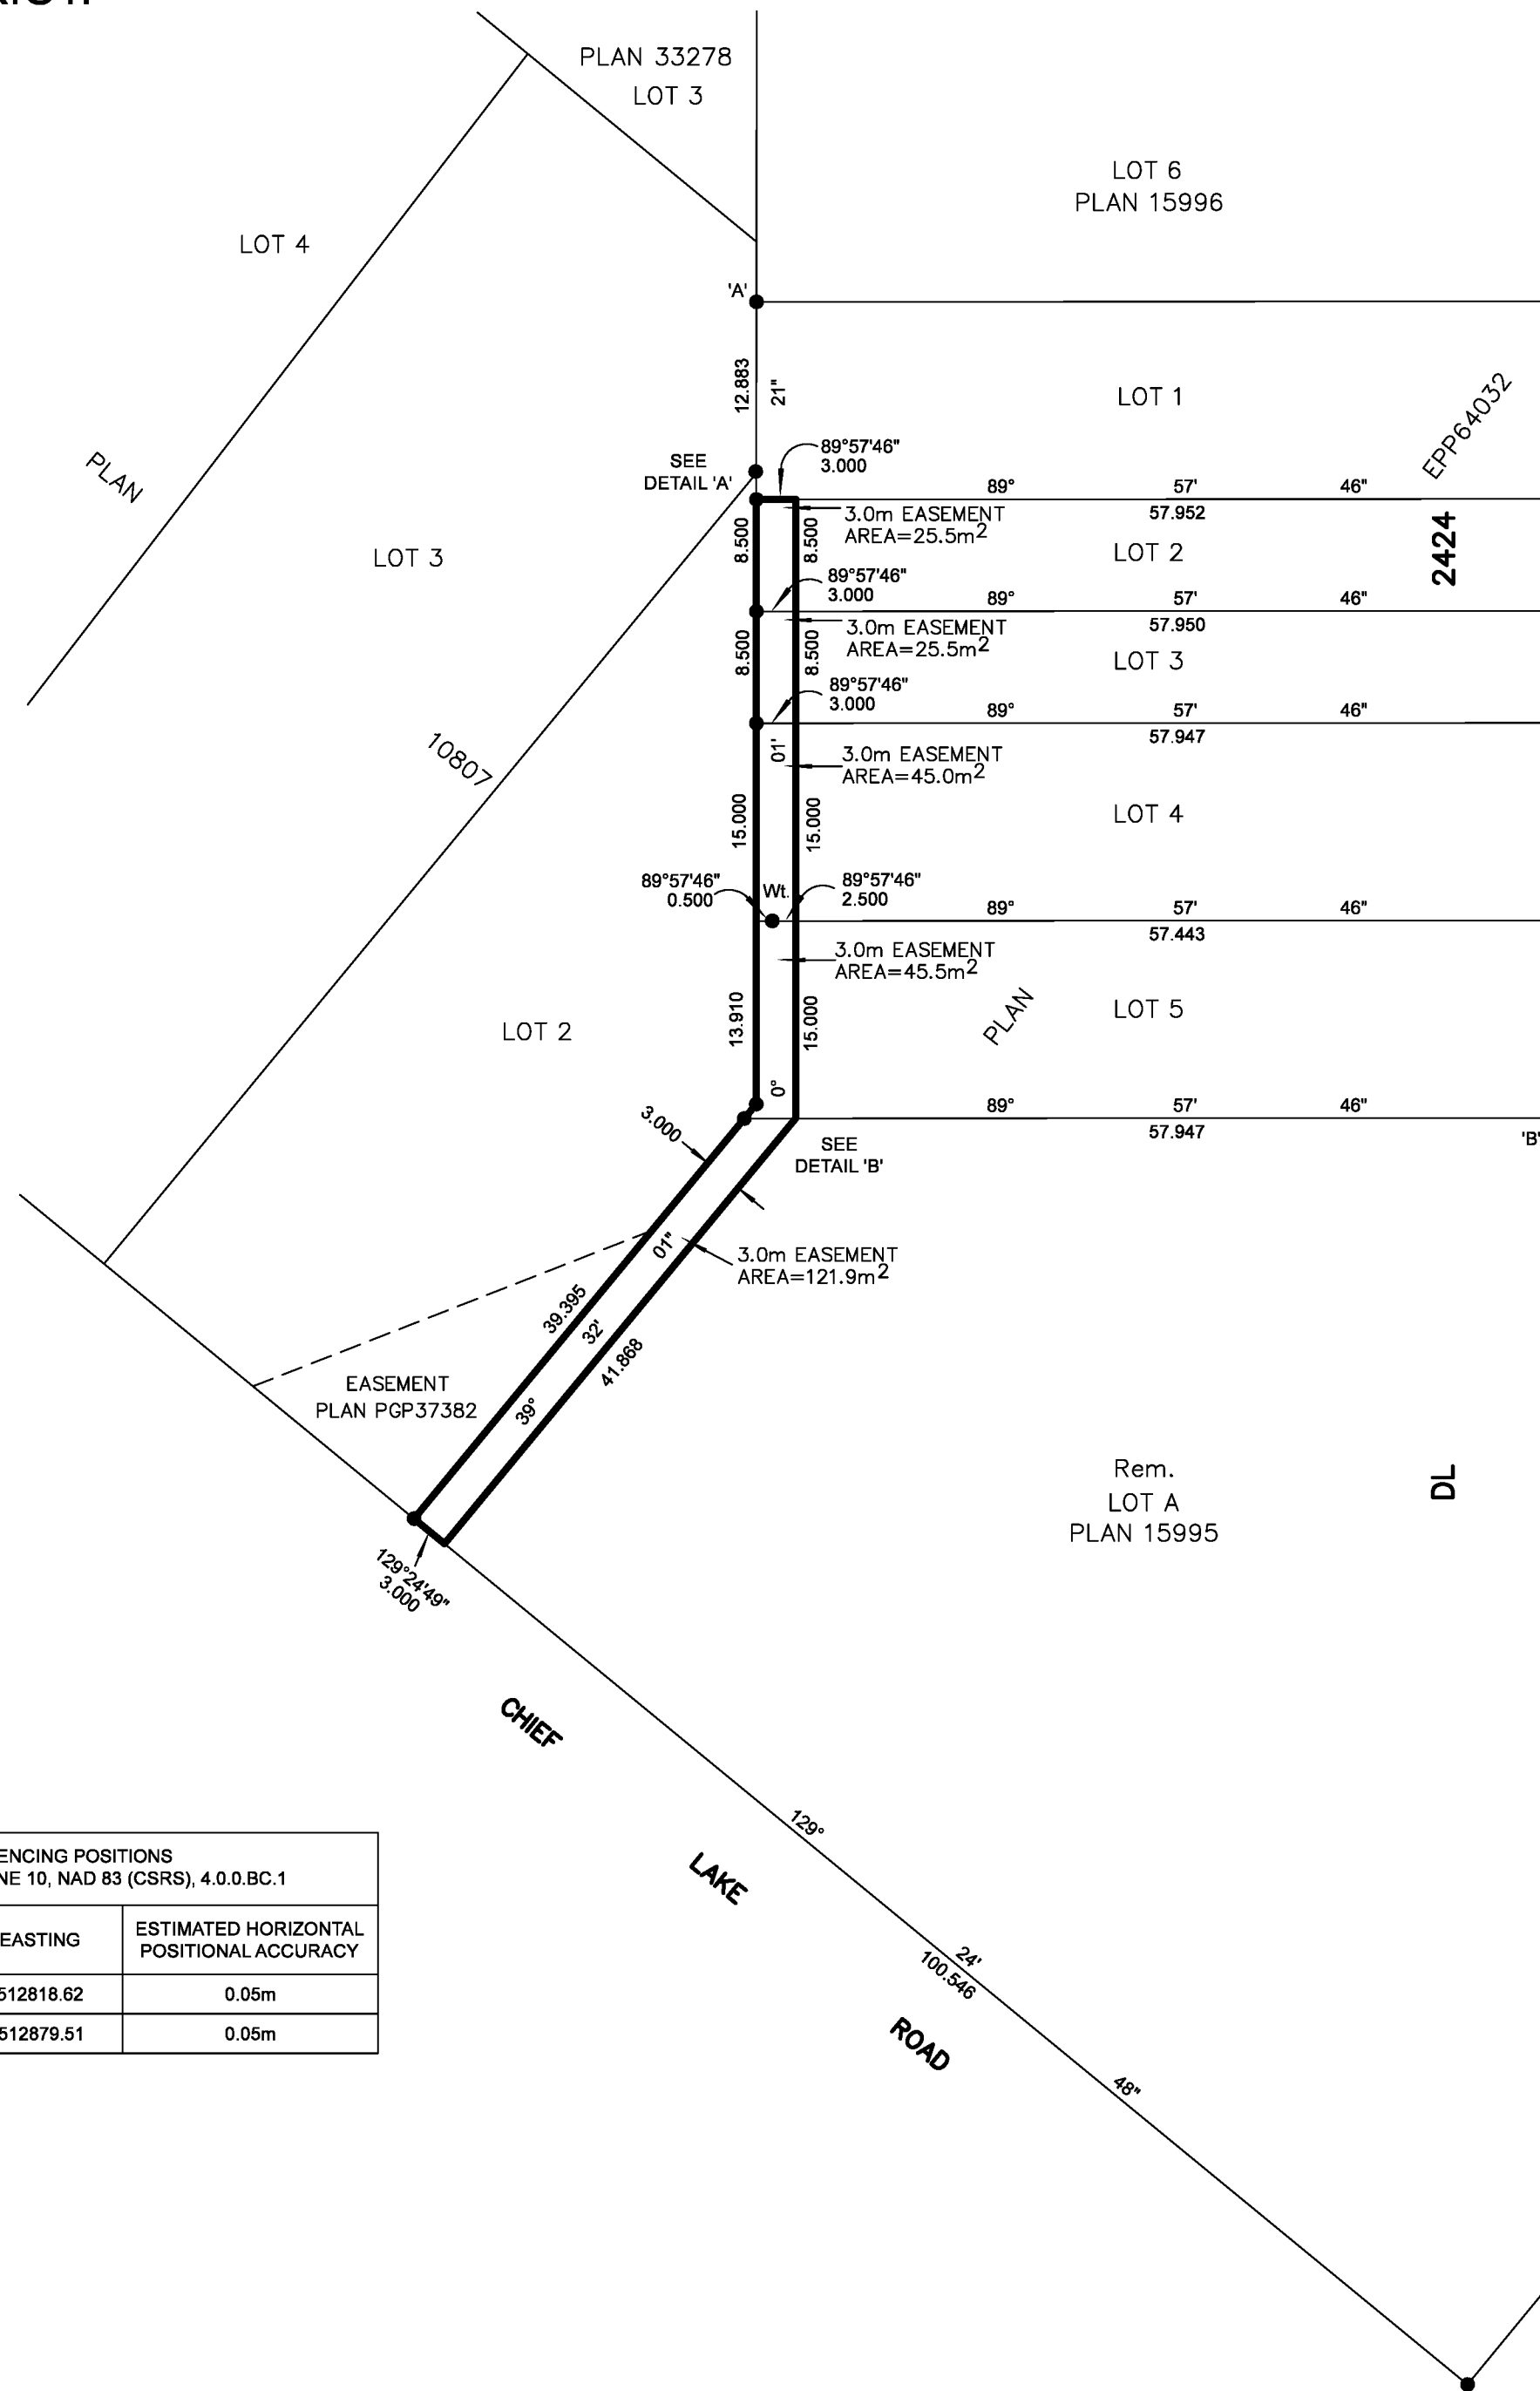 PLAN 33278
LOT 3
LOT 6
PLAN 15996
LOT 4
'A'
12.883
21"
LOT 1
EPP64032
PLAN
SEE
DETAIL 'A'
89°57'46"
3.000
89° 57' 46"
57.952
3.0m EASEMENT
AREA=25.5m2
8.500
8.500
LOT 2
2424
LOT 3
89°57'46"
3.000
89° 57' 46"
57.950
3.0m EASEMENT
AREA=25.5m2
8.500
8.500
LOT 3
89°57'46"
3.000
89° 57' 46"
57.947
10807
01'
3.0m EASEMENT
AREA=45.0m2
15.000
15.000
LOT 4
89°57'46"
0.500
Wt.
89°57'46"
2.500
89° 57' 46"
57.443
3.0m EASEMENT
AREA=45.5m2
PLAN
LOT 5
13.910
15.000
LOT 2
0°
89° 57' 46"
57.947
'B'
3.000
SEE
DETAIL 'B'
01"
3.0m EASEMENT
AREA=121.9m2
39.395
32'
41.868
39°
EASEMENT
PLAN PGP37382
Rem.
LOT A
PLAN 15995
DL
129°24'49"
3.000
CHIEF
LAKE
ROAD
129°
24'
100.546
48"
ENCING POSITIONS
NE 10, NAD 83 (CSRS), 4.0.0.BC.1
EASTING
ESTIMATED HORIZONTAL
POSITIONAL ACCURACY
512818.62 0.05m
512879.51 0.05m